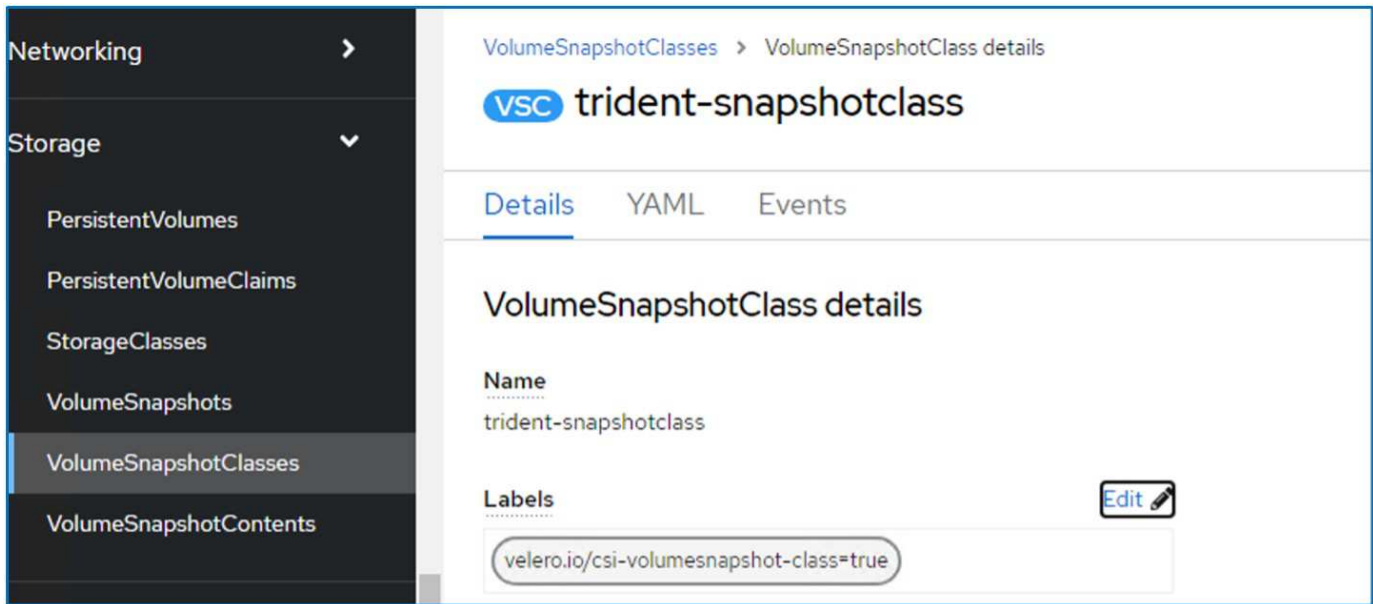 Networking
Storage
PersistentVolumes
PersistentVolumeClaims
StorageClasses
VolumeSnapshots
VolumeSnapshotClasses
VolumeSnapshotContents
VolumeSnapshotClasses > VolumeSnapshotClass details
VSC trident-snapshotclass
Details YAML Events
VolumeSnapshotClass details
Name
trident-snapshotclass
Labels Edit
velero.io/csi-volumesnapshot-class=true